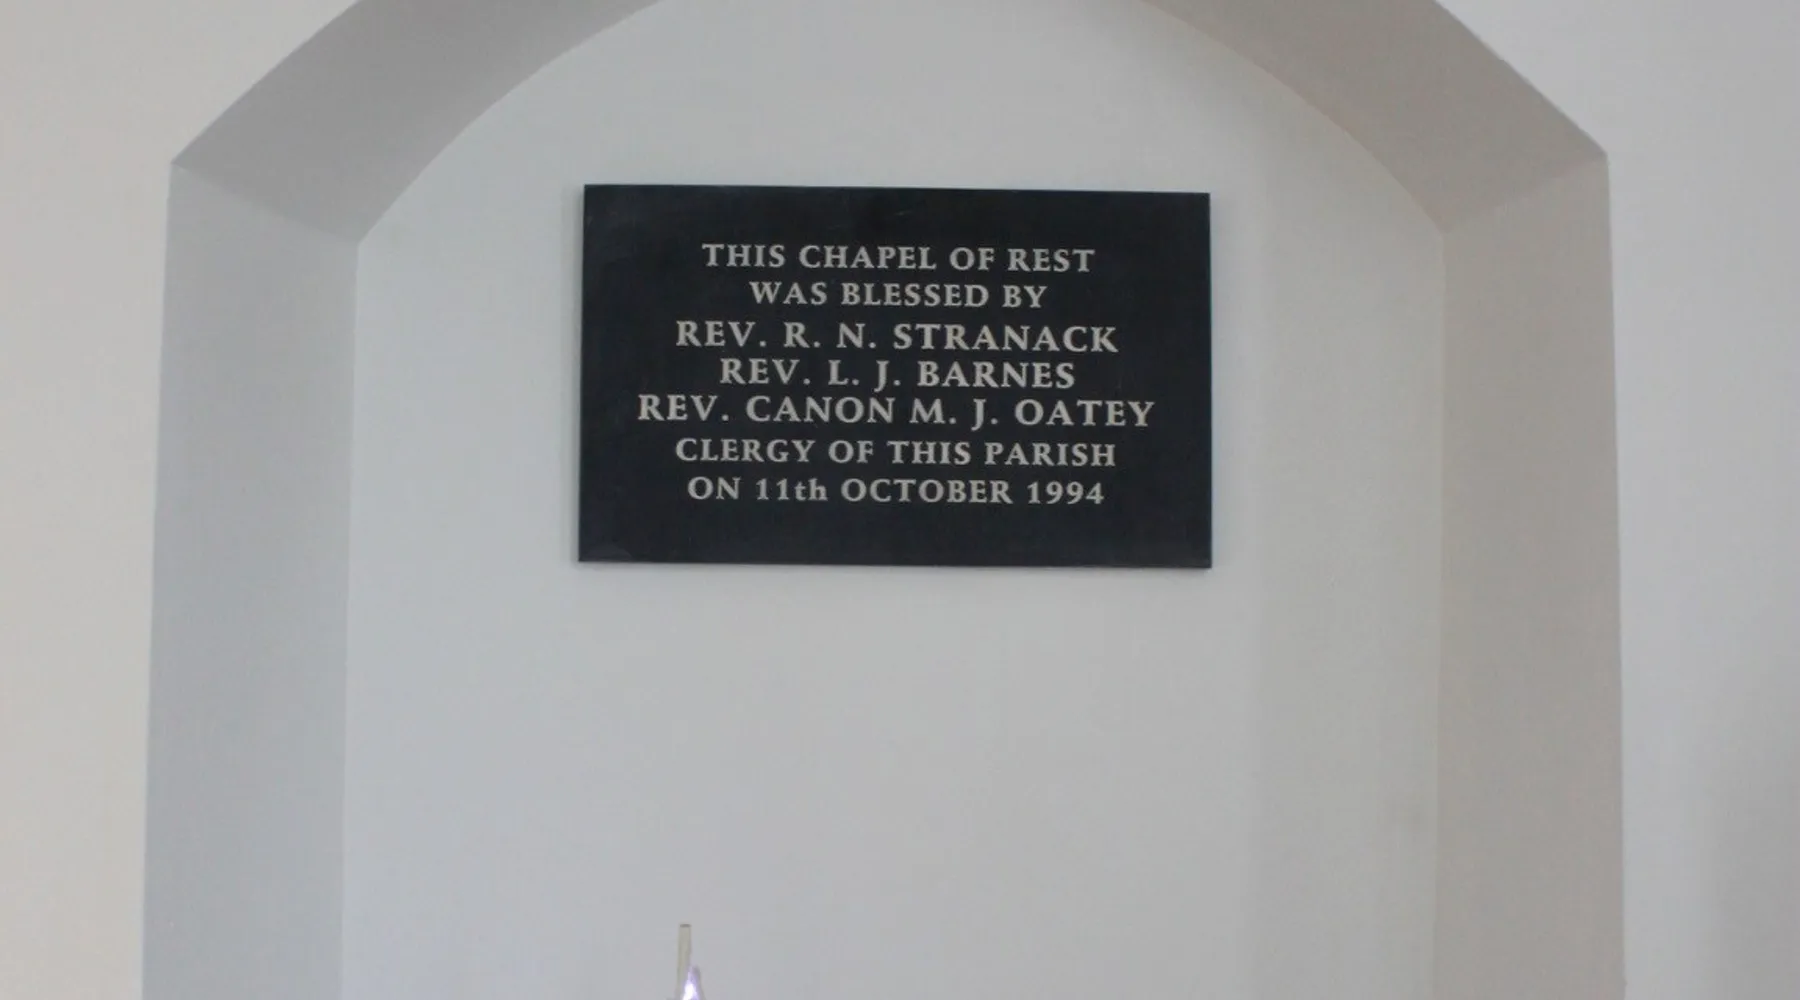 THIS CHAPEL OF REST
WAS BLESSED BY
REV. R. N. STRANACK
REV. L. J. BARNES
REV. CANON M. J. OATEY
CLERGY OF THIS PARISH
ON 11th OCTOBER 1994